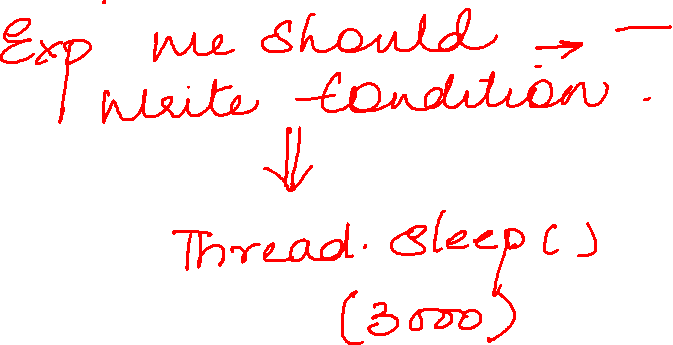 Exp we should → —
write condition.
⇓
Thread. Sleep ( )
(3000)